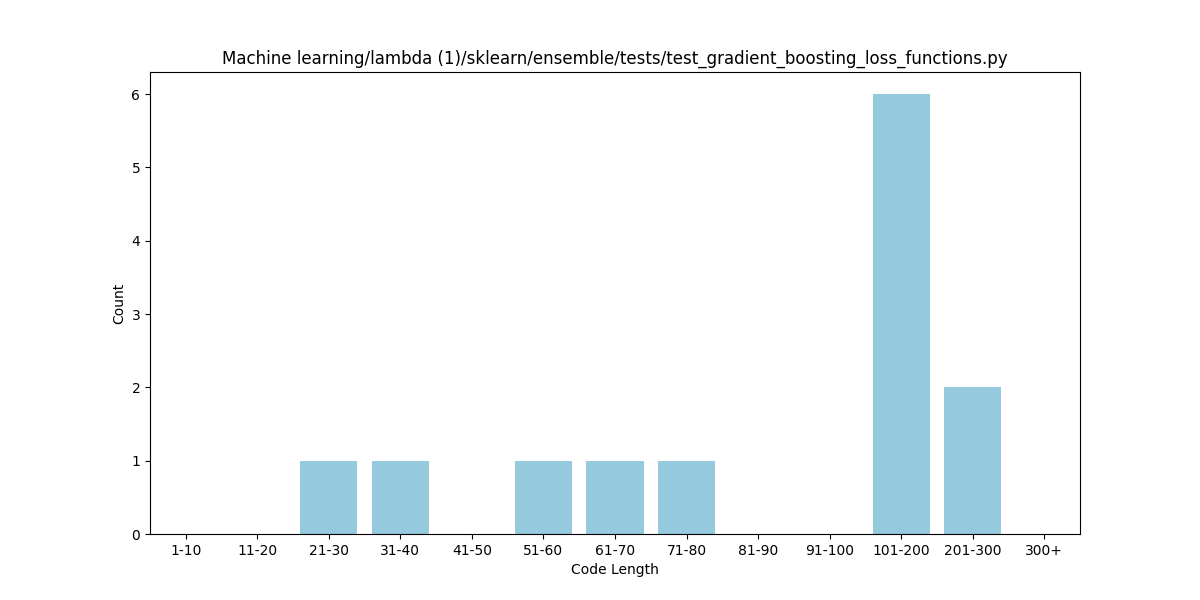 Machine learning/lambda (1)/sklearn/ensemble/tests/test_gradient_boosting_loss_functions.py
Count
6
5
4
3
2
1
0
1-10 11-20 21-30 31-40 41-50 51-60 61-70 71-80 81-90 91-100 101-200 201-300 300+
Code Length